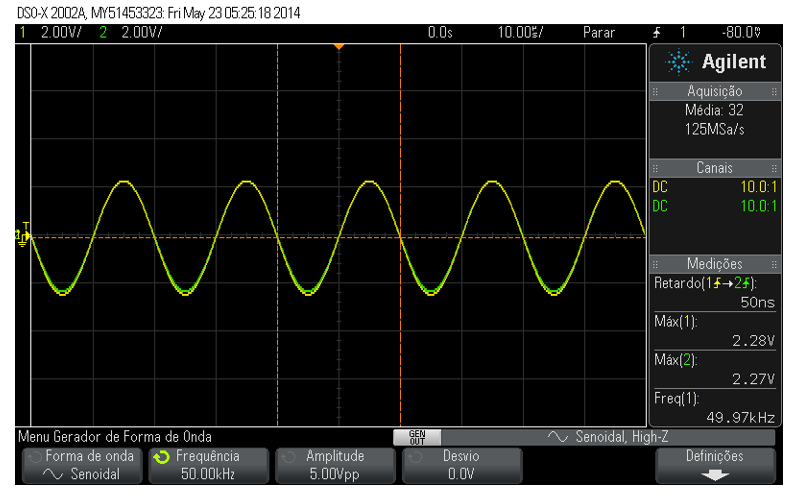 DSO-X 2002A, MY51453323: Fri May 23 05:25:18 2014
1 2.00V/ 2 2.00V/ 0.0s 10.00s/ Parar 1 -80.0
Agilent
Aquisição
Média: 32
125MSa/s
Canais
DC 10.0:1
DC 10.0:1
Medições
Retardo(1→2):
50ns
Máx(1):
2.28V
Máx(2):
2.27V
Freq(1):
49.97kHz
T
Menu Gerador de Forma de Onda GEN OUT Senoidal, High-Z
Forma de onda Frequência Amplitude Desvio Definições
Senoidal 50.00kHz 5.00Vpp 0.0V